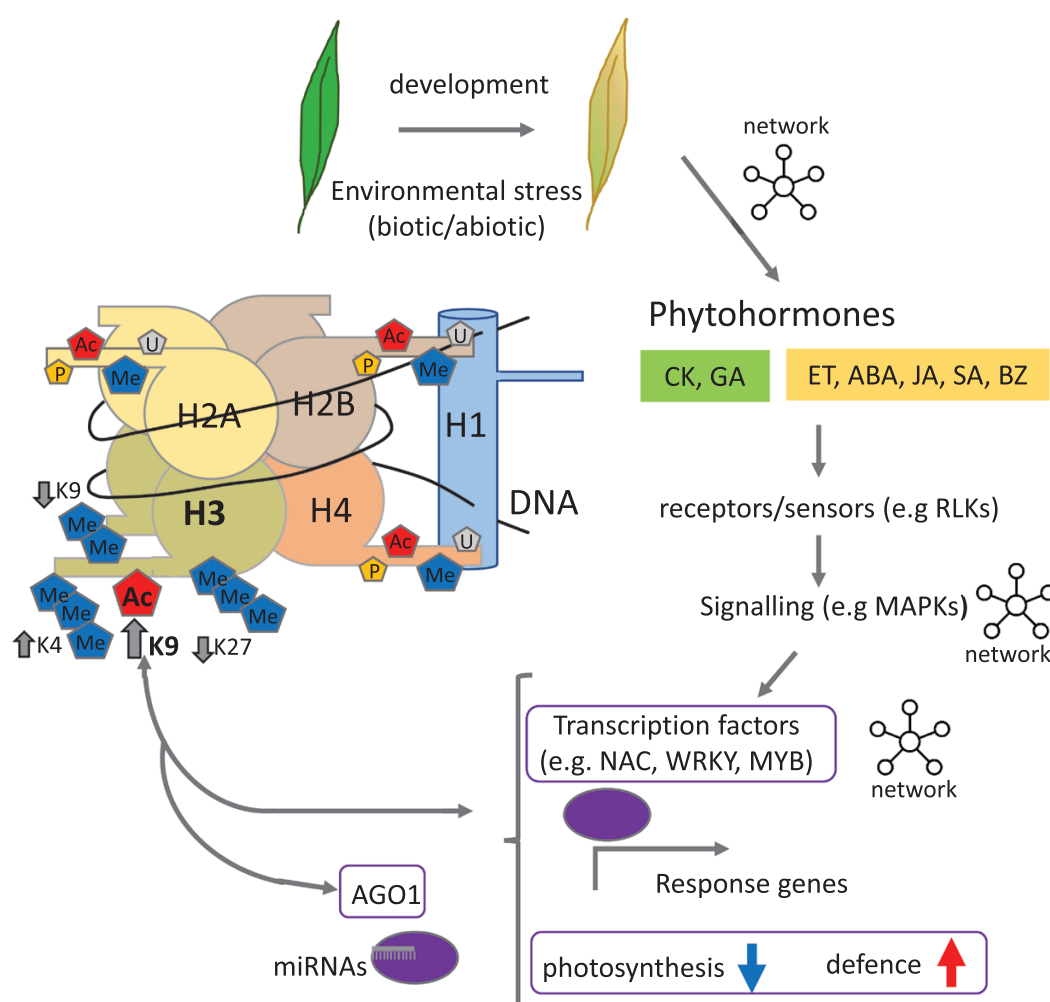 development
Environmental stress
(biotic/abiotic)
network
Phytohormones
CK, GA
ET, ABA, JA, SA, BZ
receptors/sensors (e.g RLKs)
Signalling (e.g MAPKs)
network
Transcription factors
(e.g. NAC, WRKY, MYB)
network
Response genes
photosynthesis
defence
Ac
U
P
Me
H2A
Ac
U
P
Me
H2B
H1
K9
Me
Me
H3
H4
DNA
Ac
U
P
Me
Me
Me
Me
K4
Ac
K9
Me
Me
Me
K27
AGO1
miRNAs